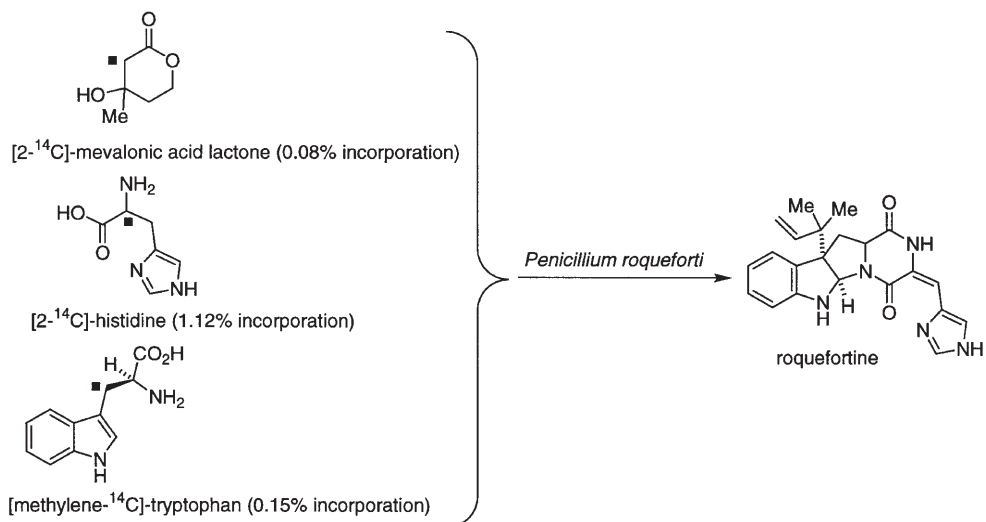 O
O
HO
Me
[2-14C]-mevalonic acid lactone (0.08% incorporation)
NH2
HO
O
N
NH
[2-14C]-histidine (1.12% incorporation)
H
CO2H
NH2
N
H
[methylene-14C]-tryptophan (0.15% incorporation)
Penicillium roqueforti
Me
Me
O
NH
N
N
H
H
O
N
NH
roquefortine